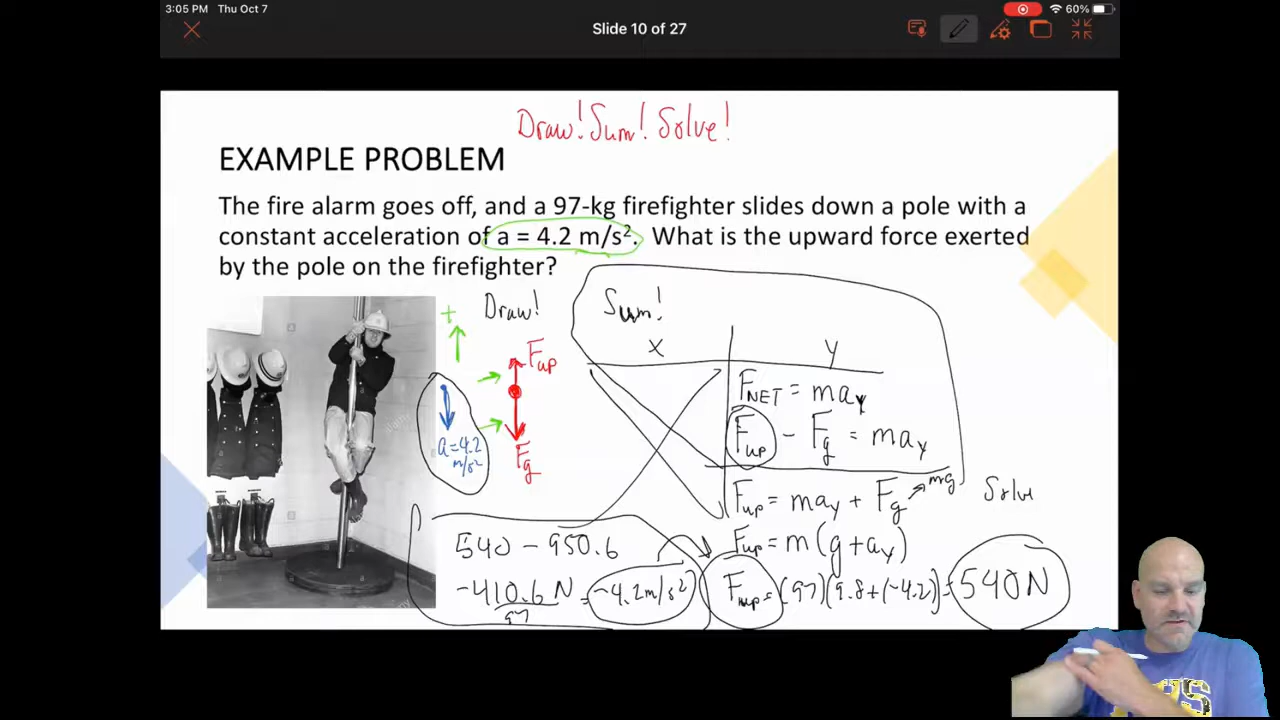 3:05 PM Thu Oct 7
60%
Slide 10 of 27
Draw! Sum! Solve!
EXAMPLE PROBLEM
The fire alarm goes off, and a 97-kg firefighter slides down a pole with a
constant acceleration of a = 4.2 m/s². What is the upward force exerted
by the pole on the firefighter?
+
Draw!
Fup
a=4.2
m/s²
Fg
Sum!
x y
FNET = may
Fup - Fg = may
Fup = may + Fg → mg
Solve
Fup = m(g+ay)
Fup = (97)(9.8+(-4.2)) = 540N
540 - 950.6
-410.6 N = -4.2 m/s²
97